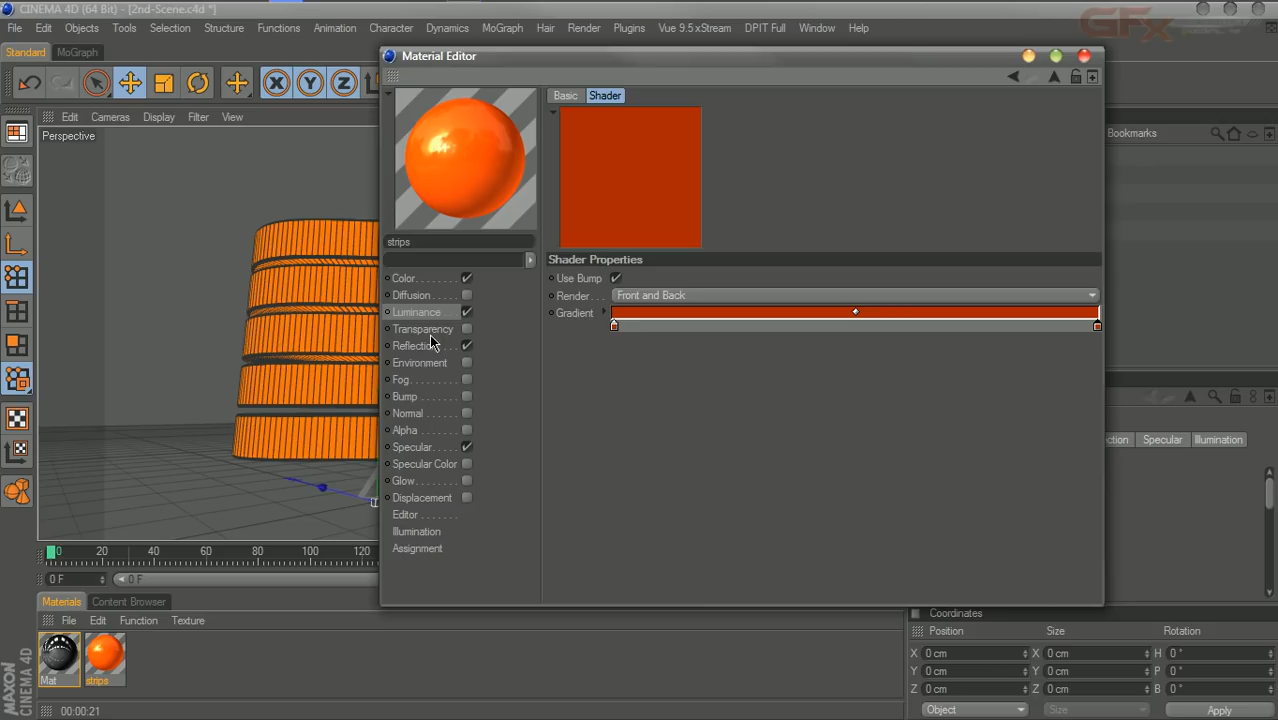 CINEMA 4D (64 Bit) - [2nd-Scene.c4d *]
GFx
File Edit Objects Tools Selection Structure Functions Animation Character Dynamics MoGraph Hair Render Plugins Vue 9.5 xStream DPIT Full Window Help
Standard MoGraph
Material Editor
X Y Z
Edit Cameras Display Filter View
Perspective
Basic Shader
Bookmarks
strips
Shader Properties
Color
Diffusion
Luminance
Transparency
Reflection
Environment
Fog
Bump
Normal
Alpha
Specular
Specular Color
Glow
Displacement
Editor
Illumination
Assignment
Use Bump
Render Front and Back
Gradient
ction Specular Illumination
0 20 40 60 80 100 120
0 F 0 F
Materials Content Browser
File Edit Function Texture
Mat strips
Coordinates
Position Size Rotation
X 0 cm X 0 cm H 0 °
Y 0 cm Y 0 cm P 0 °
Z 0 cm Z 0 cm B 0 °
Object Size Apply
MAXON CINEMA 4D
00:00:21